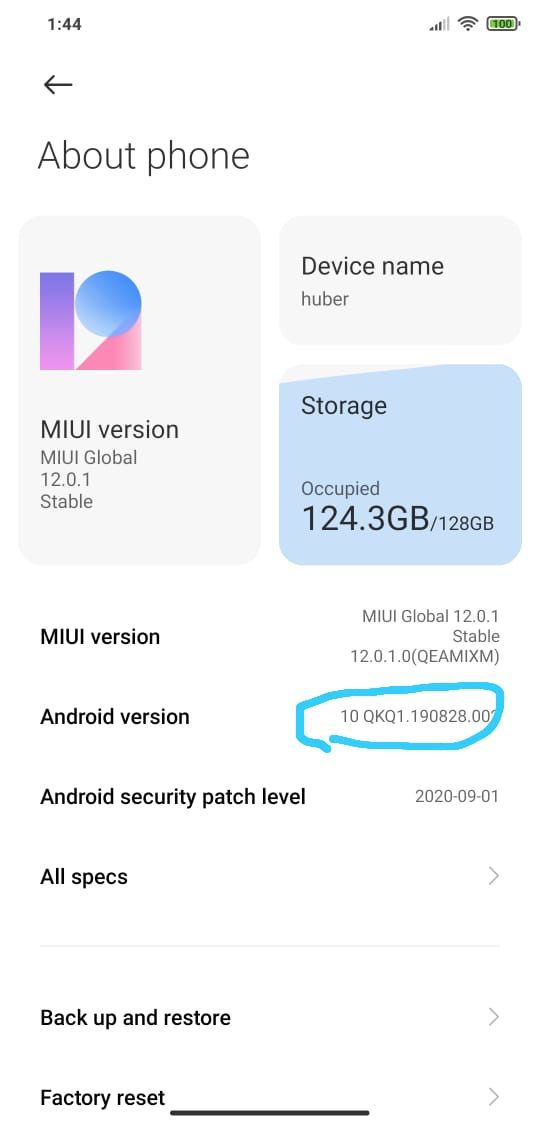 1:44
100
About phone
Device name
huber
MIUI version
MIUI Global
12.0.1
Stable
Storage
Occupied
124.3GB/128GB
MIUI version
MIUI Global 12.0.1
Stable
12.0.1.0(QEAMIXM)
Android version
10 QKQ1.190828.00
Android security patch level
2020-09-01
All specs
Back up and restore
Factory reset